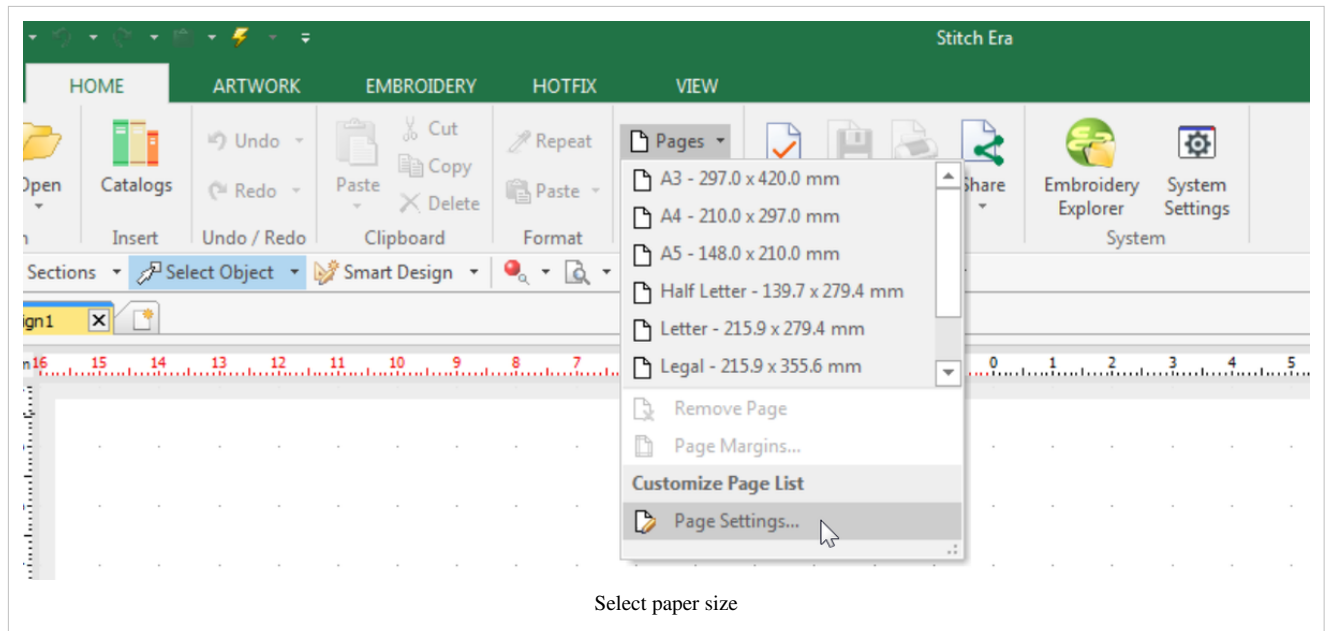 Stitch Era
HOME ARTWORK EMBROIDERY HOTFIX VIEW
Open
Catalogs
Insert
Undo
Redo
Undo / Redo
Paste
Cut
Copy
Delete
Clipboard
Repeat
Paste
Format
Pages
Share
Embroidery
Explorer
System
Settings
System
Sections Select Object Smart Design
ign1
A3 - 297.0 x 420.0 mm
A4 - 210.0 x 297.0 mm
A5 - 148.0 x 210.0 mm
Half Letter - 139.7 x 279.4 mm
Letter - 215.9 x 279.4 mm
Legal - 215.9 x 355.6 mm
Remove Page
Page Margins...
Customize Page List
Page Settings...
16 15 14 13 12 11 10 9 8 7 0 1 2 3 4 5
Select paper size